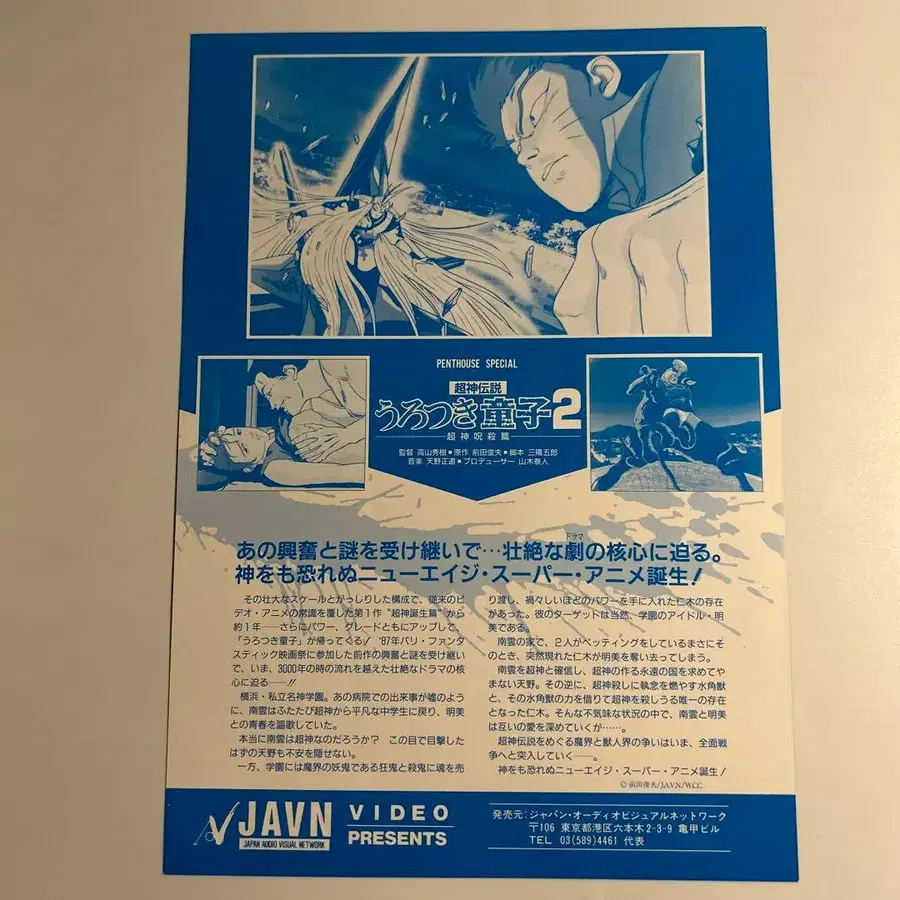 PENTHOUSE SPECIAL
超神伝説
うろつき童子2
超神呪殺篇
監督 高山秀樹■原作 前田俊夫■脚本 三陽五郎
音楽 天野正道■プロデューサー 山木泰人
あの興奮と謎を受け継いで…壮絶な劇の核心に迫る。
ドラマ
神をも恐れぬニューエイジ・スーパー・アニメ誕生!
その壮大なスケールとがっしりした構成で、従来のビ
デオ・アニメの常識を覆した第1作“超神誕生篇”から
約1年──さらにパワー、グレードともにアップして、
「うろつき童子」が帰ってくる! '87年パリ・ファンタ
スティック映画祭に参加した前作の興奮と謎を受け継い
で、いま、3000年の時の流れを越えた壮絶なドラマの核
心に迫る──!!
横浜・私立名神学園。あの病院での出来事が嘘のよう
に、南雲はふたたび超神から平凡な中学生に戻り、明美
との青春を謳歌していた。
本当に南雲は超神なのだろうか? この目で目撃した
はずの天野も不安を隠せない。
一方、学園には魔界の妖鬼である狂鬼と殺鬼に魂を売
り渡し、禍々しいほどのパワーを手に入れた仁木の存在
があった。彼のターゲットは当然、学園のアイドル・明
美である。
南雲の家で、2人がペッティングをしているまさにそ
のとき、突然現れた仁木が明美を奪い去ってしまう。
南雲を超神と確信し、超神の作る永遠の国を求めてや
まない天野。その逆に、超神殺しに執念を燃やす水角獣
と、その水角獣の力を借りて超神を殺しうる唯一の存在
となった仁木。そんな不気味な状況の中で、南雲と明美
は互いの愛を深めていくが……。
超神伝説をめぐる魔界と獣人界の争いはいま、全面戦
争へと突入していく──。
神をも恐れぬニューエイジ・スーパー・アニメ誕生!
©前田俊夫/JAVN/W.C.C.
JAVN
JAPAN AUDIO VISUAL NETWORK
VIDEO
PRESENTS
発売元:ジャパン・オーディオビジュアルネットワーク
〒106 東京都港区六本木2-3-9 亀甲ビル
TEL 03(589)4461 代表